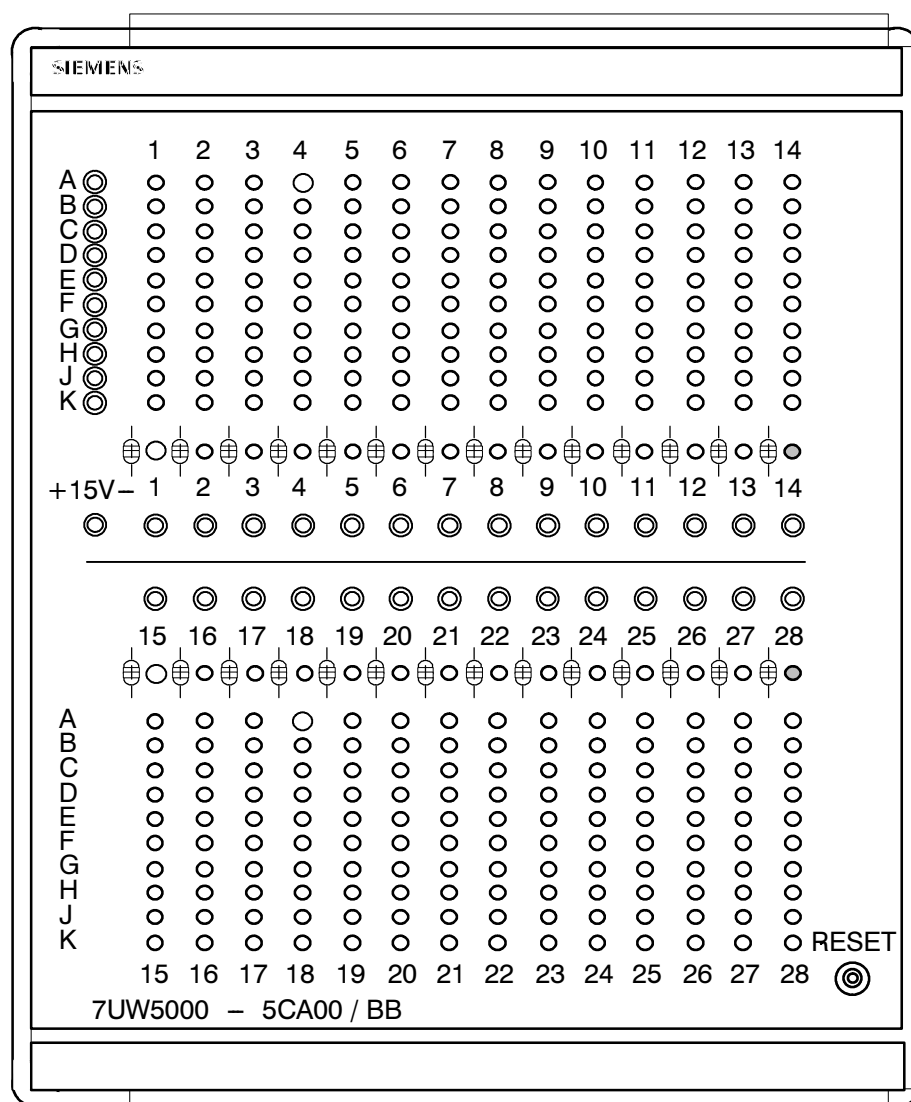 SIEMENS
1 2 3 4 5 6 7 8 9 10 11 12 13 14
A
B
C
D
E
F
G
H
J
K
+15V – 1 2 3 4 5 6 7 8 9 10 11 12 13 14
15 16 17 18 19 20 21 22 23 24 25 26 27 28
A
B
C
D
E
F
G
H
J
K RESET
15 16 17 18 19 20 21 22 23 24 25 26 27 28
7UW5000 – 5CA00 / BB